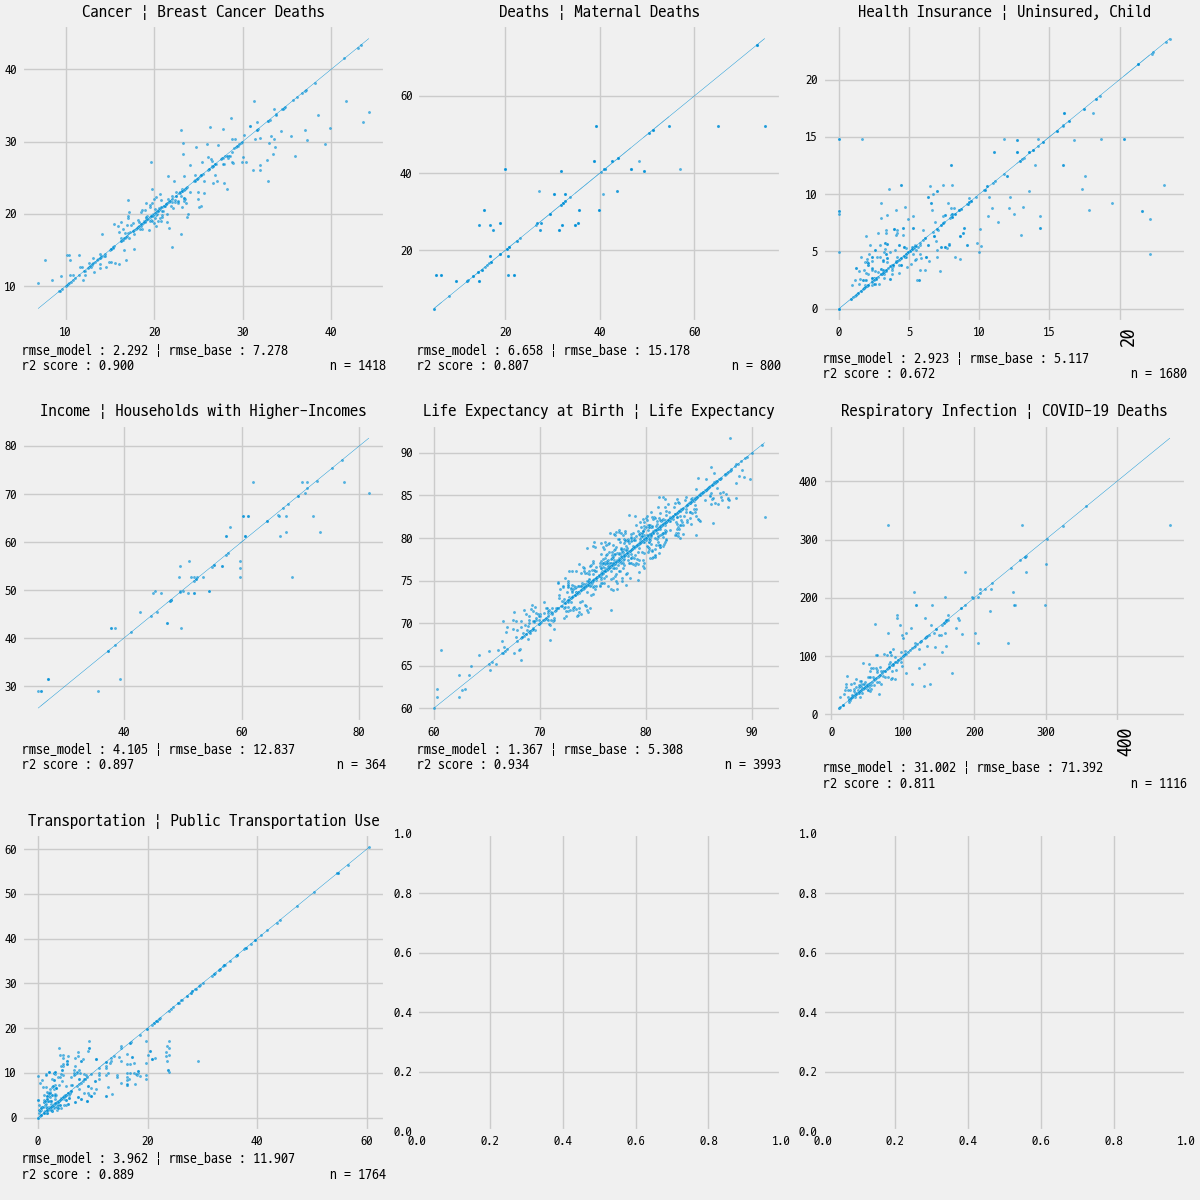 Cancer ¦ Breast Cancer Deaths
40
30
20
10
10 20 30 40
rmse_model : 2.292 ¦ rmse_base : 7.278
r2 score : 0.900 n = 1418
Deaths ¦ Maternal Deaths
60
40
20
20 40 60
rmse_model : 6.658 ¦ rmse_base : 15.178
r2 score : 0.807 n = 800
Health Insurance ¦ Uninsured, Child
20
15
10
5
0
0 5 10 15 20
rmse_model : 2.923 ¦ rmse_base : 5.117
r2 score : 0.672 n = 1680
Income ¦ Households with Higher-Incomes
80
70
60
50
40
30
40 60 80
rmse_model : 4.105 ¦ rmse_base : 12.837
r2 score : 0.897 n = 364
Life Expectancy at Birth ¦ Life Expectancy
90
85
80
75
70
65
60
60 70 80 90
rmse_model : 1.367 ¦ rmse_base : 5.308
r2 score : 0.934 n = 3993
Respiratory Infection ¦ COVID-19 Deaths
400
300
200
100
0
0 100 200 300 400
rmse_model : 31.002 ¦ rmse_base : 71.392
r2 score : 0.811 n = 1116
Transportation ¦ Public Transportation Use
60
50
40
30
20
10
0
0 20 40 60
rmse_model : 3.962 ¦ rmse_base : 11.907
r2 score : 0.889 n = 1764
1.0
0.8
0.6
0.4
0.2
0.0
0.0 0.2 0.4 0.6 0.8 1.0
1.0
0.8
0.6
0.4
0.2
0.0
0.0 0.2 0.4 0.6 0.8 1.0